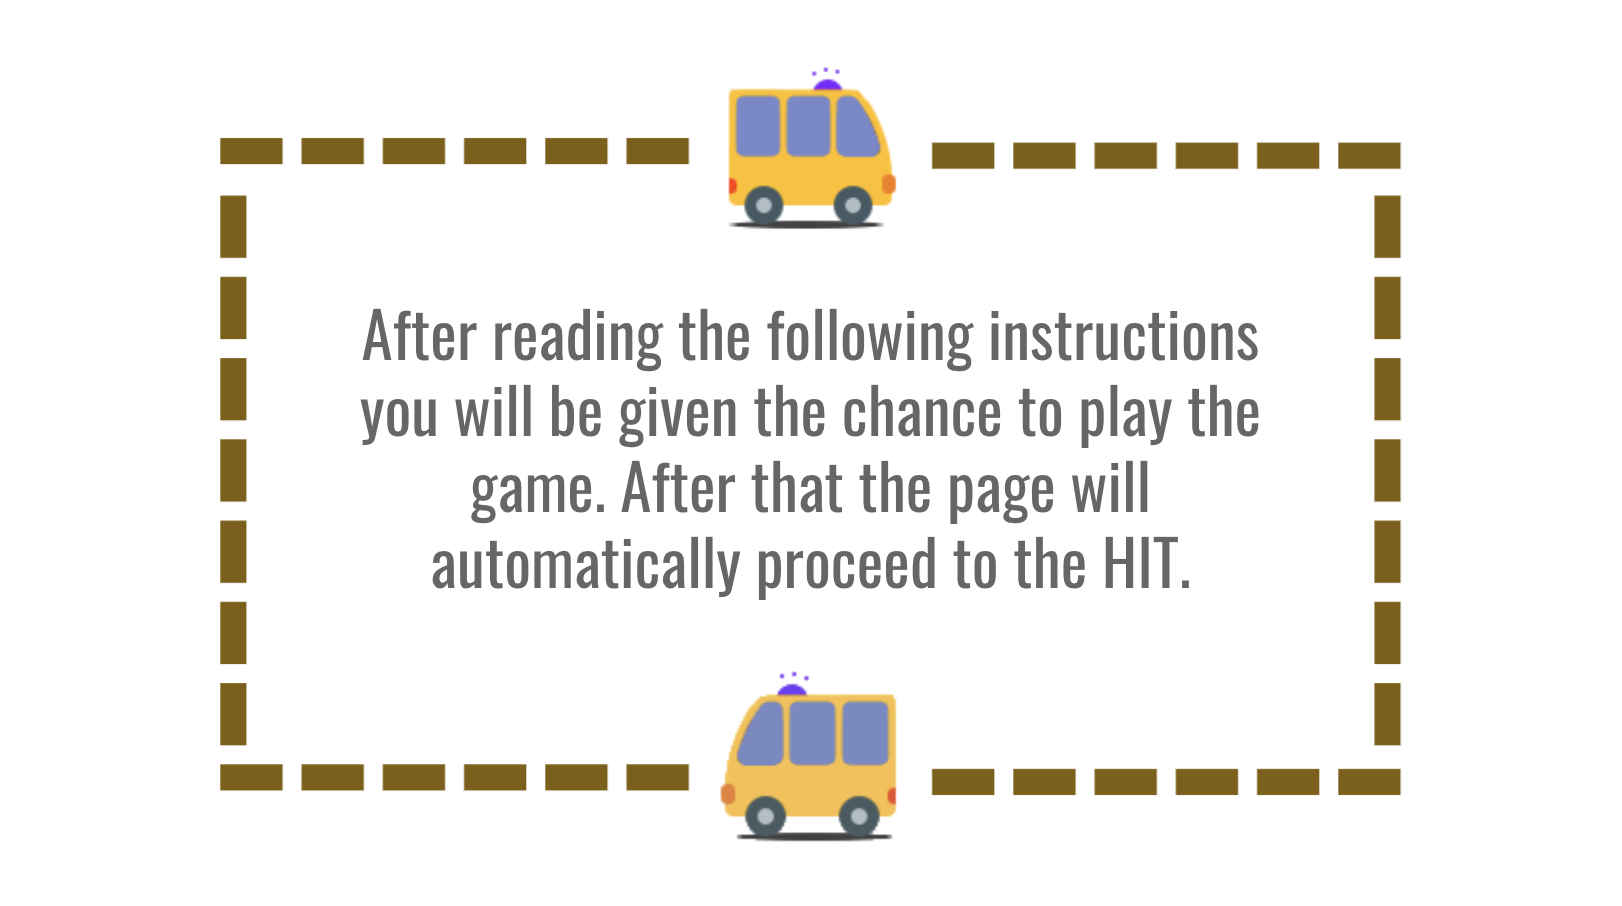 After reading the following instructions
you will be given the chance to play the
game. After that the page will
automatically proceed to the HIT.